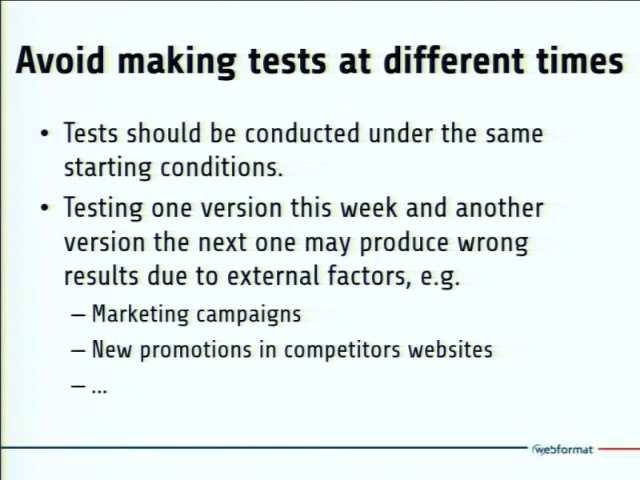 Avoid making tests at different times
• Tests should be conducted under the same
starting conditions.
• Testing one version this week and another
version the next one may produce wrong
results due to external factors, e.g.
– Marketing campaigns
– New promotions in competitors websites
– ...
webformat